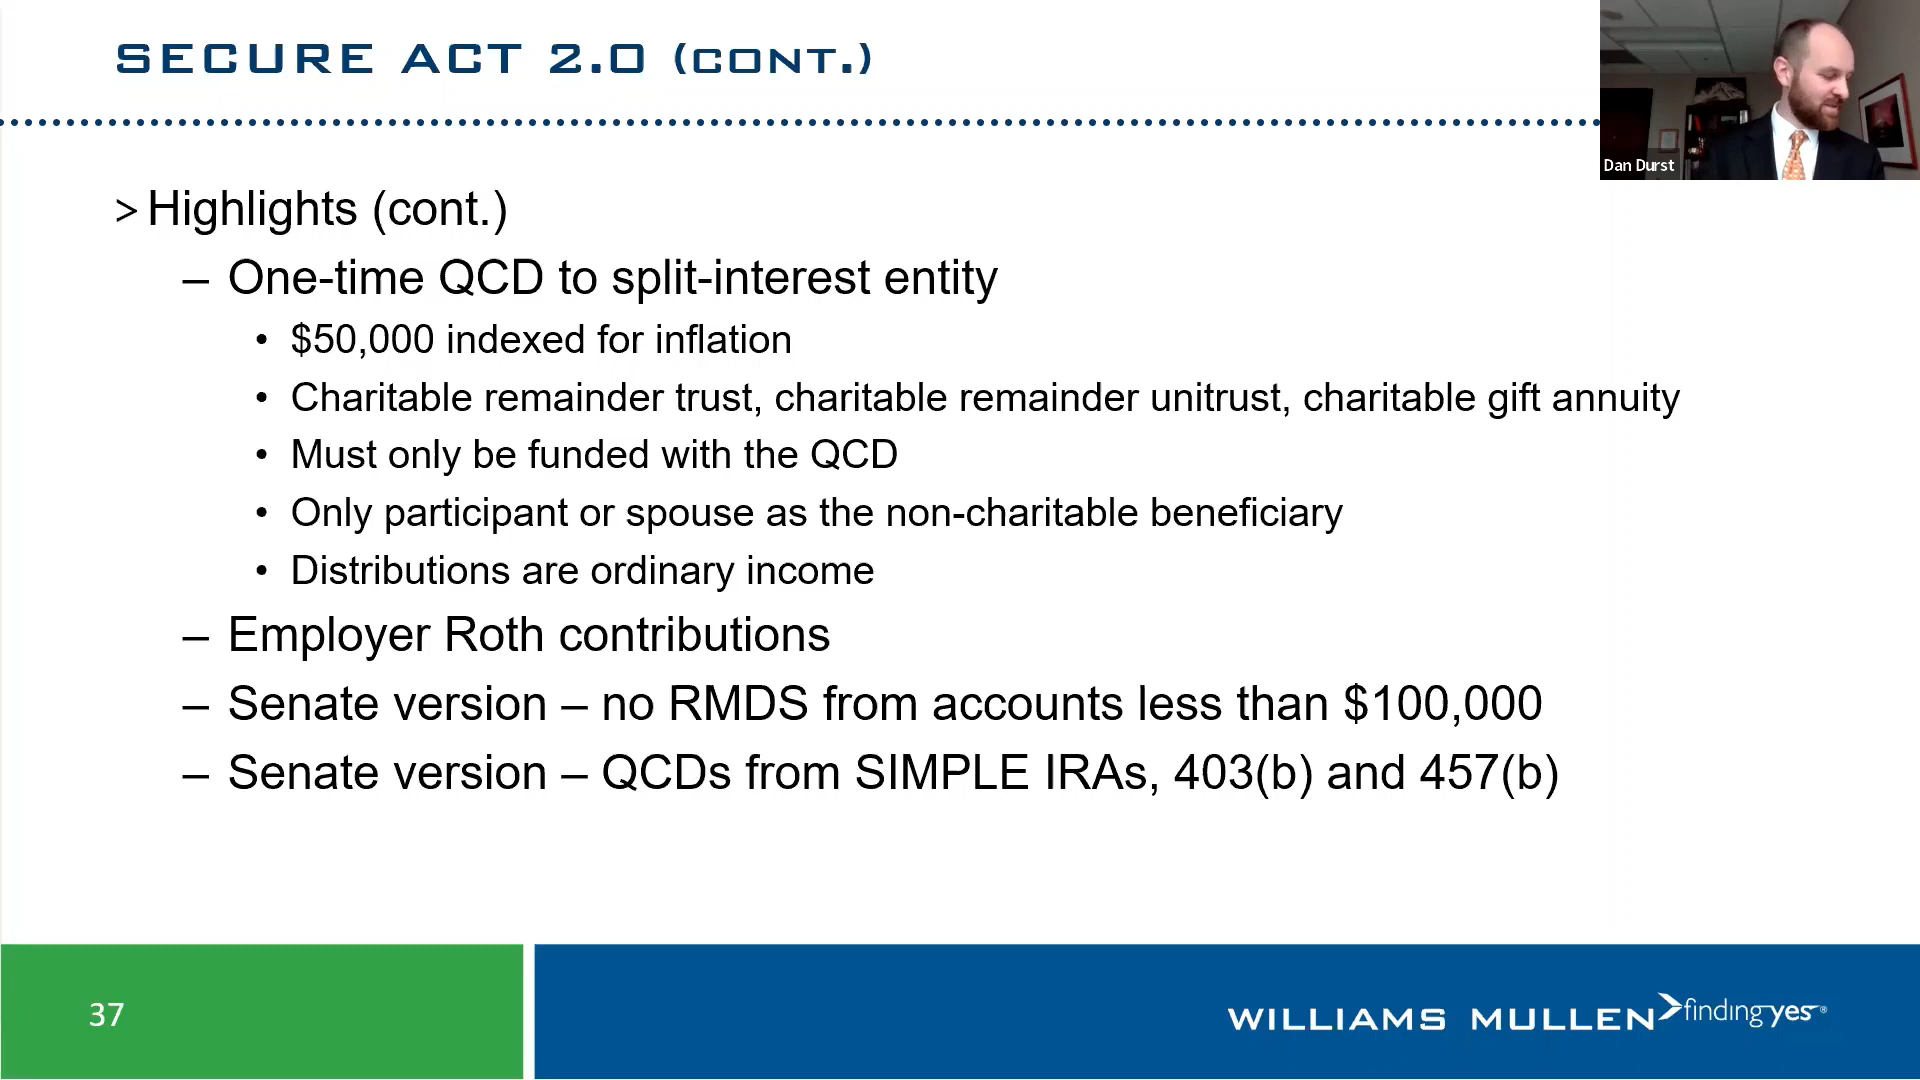 SECURE ACT 2.0 (CONT.)
Dan Durst
> Highlights (cont.)
– One-time QCD to split-interest entity
• $50,000 indexed for inflation
• Charitable remainder trust, charitable remainder unitrust, charitable gift annuity
• Must only be funded with the QCD
• Only participant or spouse as the non-charitable beneficiary
• Distributions are ordinary income
– Employer Roth contributions
– Senate version – no RMDS from accounts less than $100,000
– Senate version – QCDs from SIMPLE IRAs, 403(b) and 457(b)
37
WILLIAMS MULLEN finding yes®